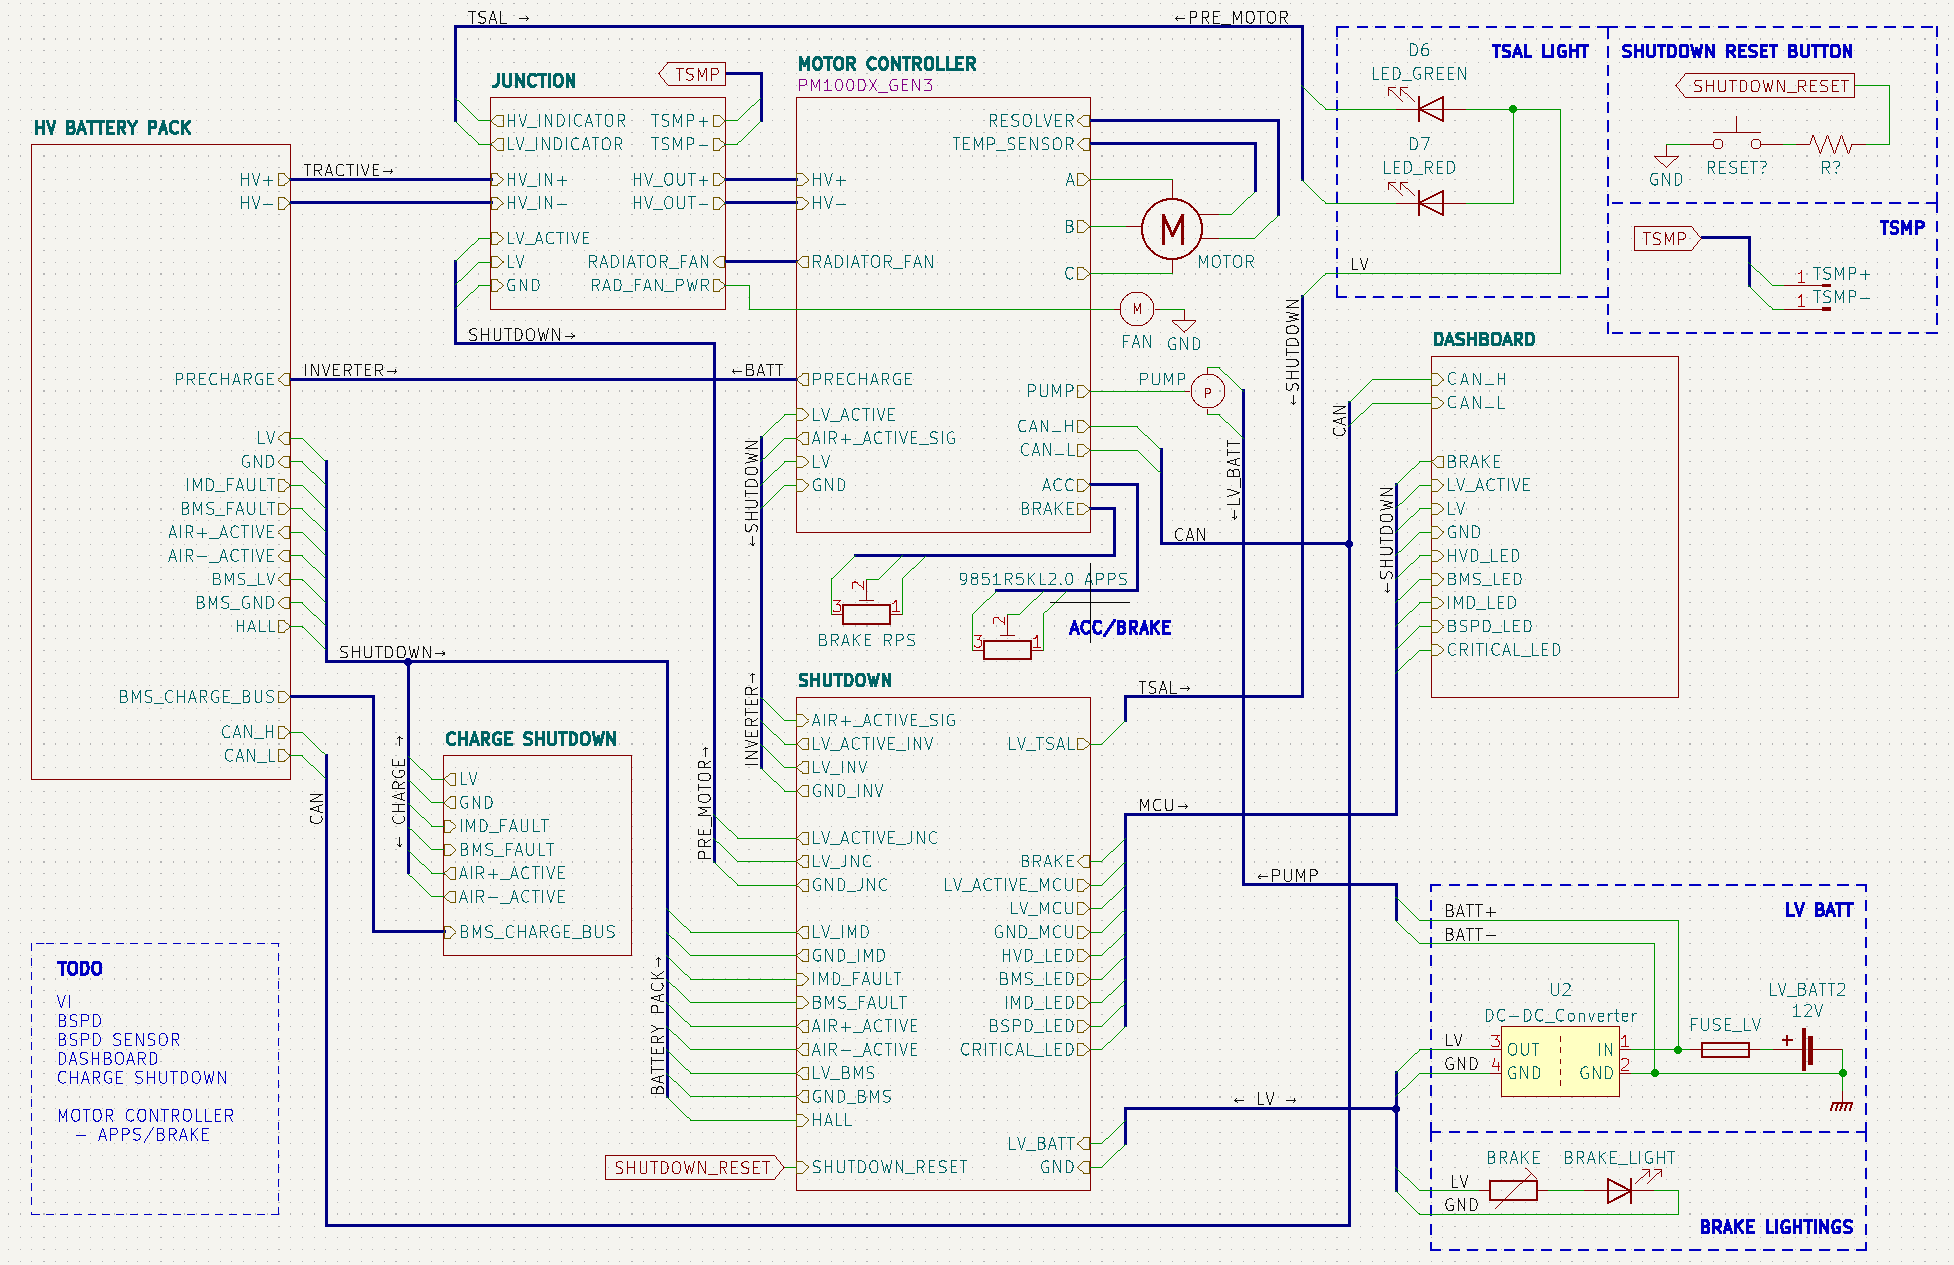 TSAL →
←PRE_MOTOR
JUNCTION
TSMP
HV_INDICATOR
LV_INDICATOR
HV_IN+
HV_IN-
LV_ACTIVE
LV
GND
TSMP+
TSMP-
HV_OUT+
HV_OUT-
RADIATOR_FAN
RAD_FAN_PWR
MOTOR CONTROLLER
PM100DX_GEN3
HV+
HV-
RADIATOR_FAN
PRECHARGE
LV_ACTIVE
AIR+_ACTIVE_SIG
LV
GND
RESOLVER
TEMP_SENSOR
A
B
C
PUMP
CAN_H
CAN_L
ACC
BRAKE
M
MOTOR
M
FAN
GND
PUMP
P
TSAL LIGHT
D6
LED_GREEN
D7
LED_RED
LV
SHUTDOWN RESET BUTTON
SHUTDOWN_RESET
GND
RESET?
R?
TSMP
TSMP
1 TSMP+
1 TSMP-
HV BATTERY PACK
HV+
HV-
PRECHARGE
LV
GND
IMD_FAULT
BMS_FAULT
AIR+_ACTIVE
AIR-_ACTIVE
BMS_LV
BMS_GND
HALL
BMS_CHARGE_BUS
CAN_H
CAN_L
TRACTIVE→
SHUTDOWN→
INVERTER→
←BATT
←SHUTDOWN
INVERTER→
PRE_MOTOR→
←LV_BATT
←SHUTDOWN
CAN
CAN
DASHBOARD
CAN_H
CAN_L
BRAKE
LV_ACTIVE
LV
GND
HVD_LED
BMS_LED
IMD_LED
BSPD_LED
CRITICAL_LED
←SHUTDOWN
3
2
1
BRAKE RPS
9851R5KL2.0 APPS
3
2
1
ACC/BRAKE
SHUTDOWN→
← CHARGE →
CAN
CHARGE SHUTDOWN
LV
GND
IMD_FAULT
BMS_FAULT
AIR+_ACTIVE
AIR-_ACTIVE
BMS_CHARGE_BUS
BATTERY PACK→
SHUTDOWN
AIR+_ACTIVE_SIG
LV_ACTIVE_INV
LV_INV
GND_INV
LV_ACTIVE_JNC
LV_JNC
GND_JNC
LV_IMD
GND_IMD
IMD_FAULT
BMS_FAULT
AIR+_ACTIVE
AIR-_ACTIVE
LV_BMS
GND_BMS
HALL
SHUTDOWN_RESET
SHUTDOWN_RESET
LV_TSAL
BRAKE
LV_ACTIVE_MCU
LV_MCU
GND_MCU
HVD_LED
BMS_LED
IMD_LED
BSPD_LED
CRITICAL_LED
LV_BATT
GND
TSAL→
MCU→
←PUMP
← LV →
LV BATT
BATT+
BATT-
U2
DC-DC_Converter
LV
GND
3
4
OUT
GND
IN
GND
1
2
FUSE_LV
LV_BATT2
12V
+
BRAKE
BRAKE_LIGHT
LV
GND
BRAKE LIGHTINGS
TODO
VI
BSPD
BSPD SENSOR
DASHBOARD
CHARGE SHUTDOWN
MOTOR CONTROLLER
- APPS/BRAKE